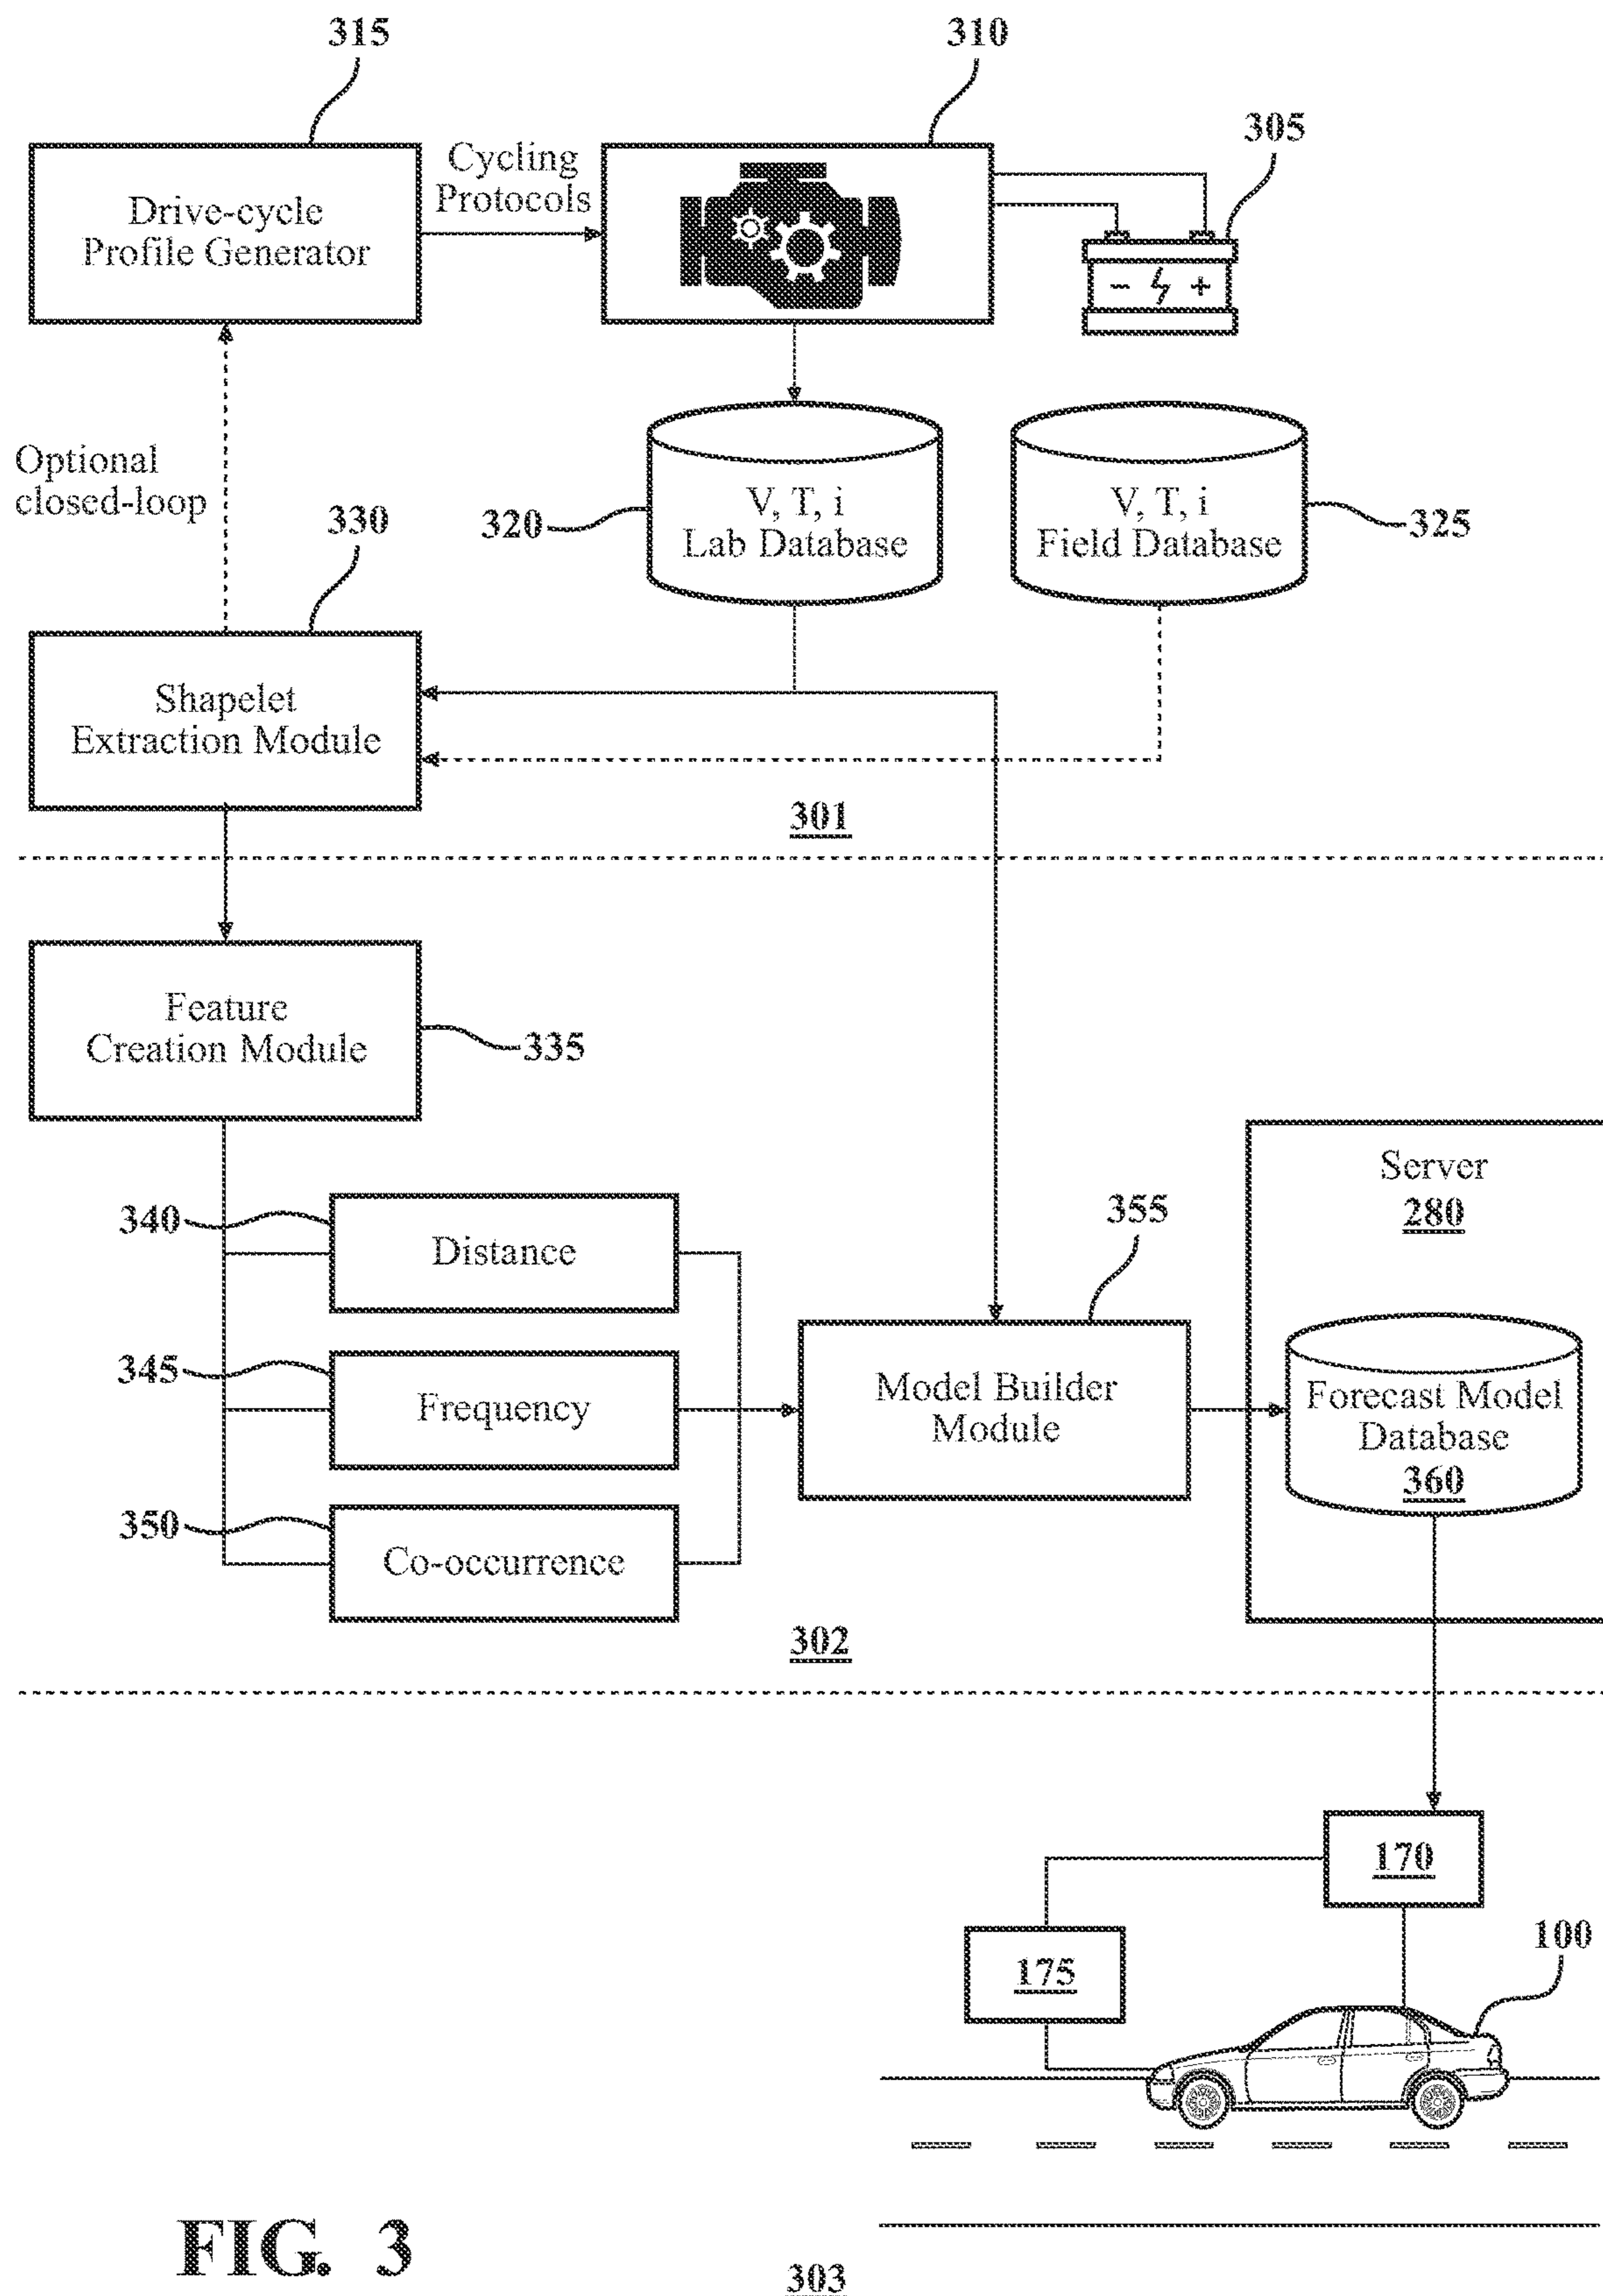 315
310
305
Cycling
Protocols
Drive-cycle
Profile Generator
- +
Optional
closed-loop
330
320
V, T, i
Lab Database
V, T, i
Field Database
325
Shapelet
Extraction Module
301
Feature
Creation Module
335
Server
280
340
Distance
355
345
Frequency
Model Builder
Module
Forecast Model
Database
360
350
Co-occurrence
302
170
175
100
FIG. 3
303